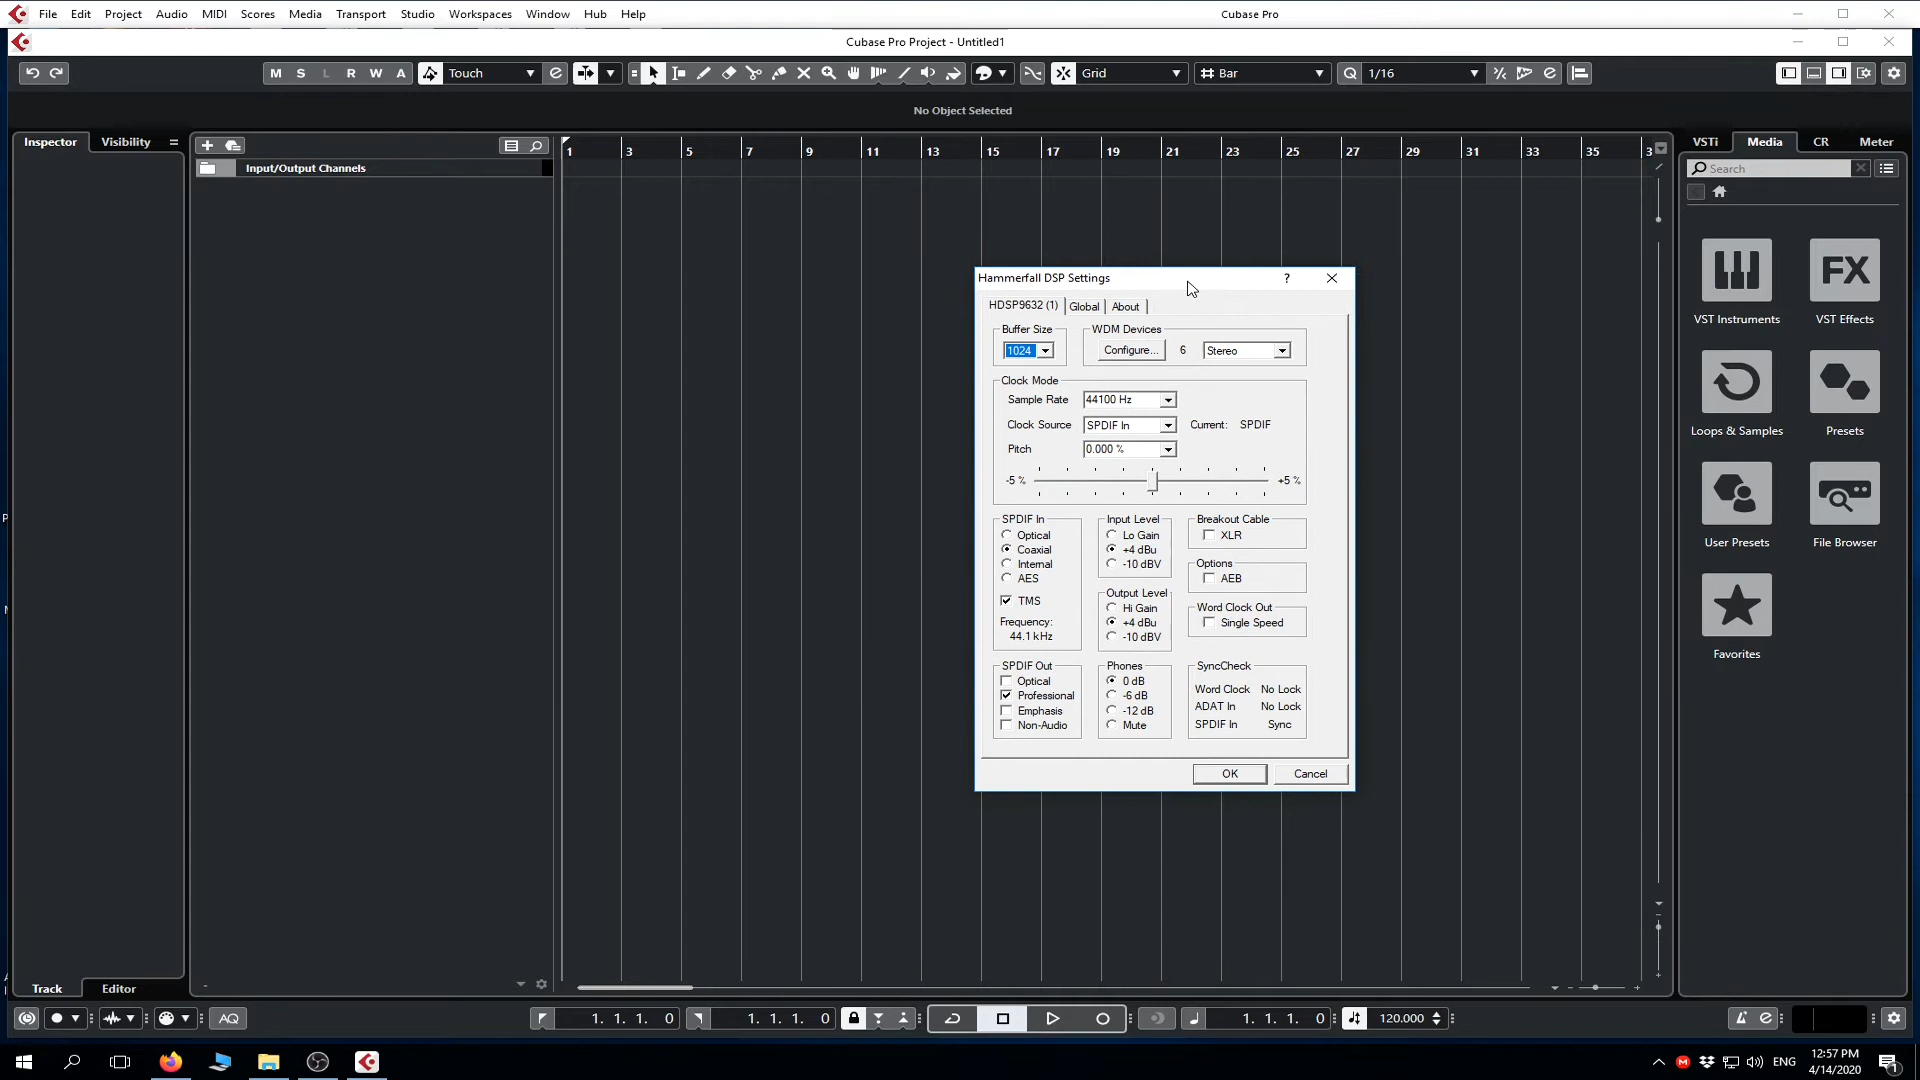 File Edit Project Audio MIDI Scores Media Transport Studio Workspaces Window Hub Help Cubase Pro
Cubase Pro Project - Untitled1
M S L R W A Touch Grid Bar Q 1/16
No Object Selected
Inspector Visibility
Input/Output Channels
1 3 5 7 9 11 13 15 17 19 21 23 25 27 29 31 33 35 3
VSTi Media CR Meter
Search
VST Instruments VST Effects
FX
Loops & Samples Presets
User Presets File Browser
Favorites
Hammerfall DSP Settings ?
HDSP9632 (1) Global About
Buffer Size
1024
WDM Devices
Configure... 6 Stereo
Clock Mode
Sample Rate 44100 Hz
Clock Source SPDIF In Current: SPDIF
Pitch 0.000 %
-5 % +5 %
SPDIF In
Optical
Coaxial
Internal
AES
TMS
Frequency:
44.1 kHz
Input Level
Lo Gain
+4 dBu
-10 dBV
Output Level
Hi Gain
+4 dBu
-10 dBV
Breakout Cable
XLR
Options
AEB
Word Clock Out
Single Speed
SPDIF Out
Optical
Professional
Emphasis
Non-Audio
Phones
0 dB
-6 dB
-12 dB
Mute
SyncCheck
Word Clock No Lock
ADAT In No Lock
SPDIF In Sync
OK Cancel
Track Editor
AQ 1. 1. 1. 0 1. 1. 1. 0 1. 1. 1. 0 120.000
ENG 12:57 PM
4/14/2020